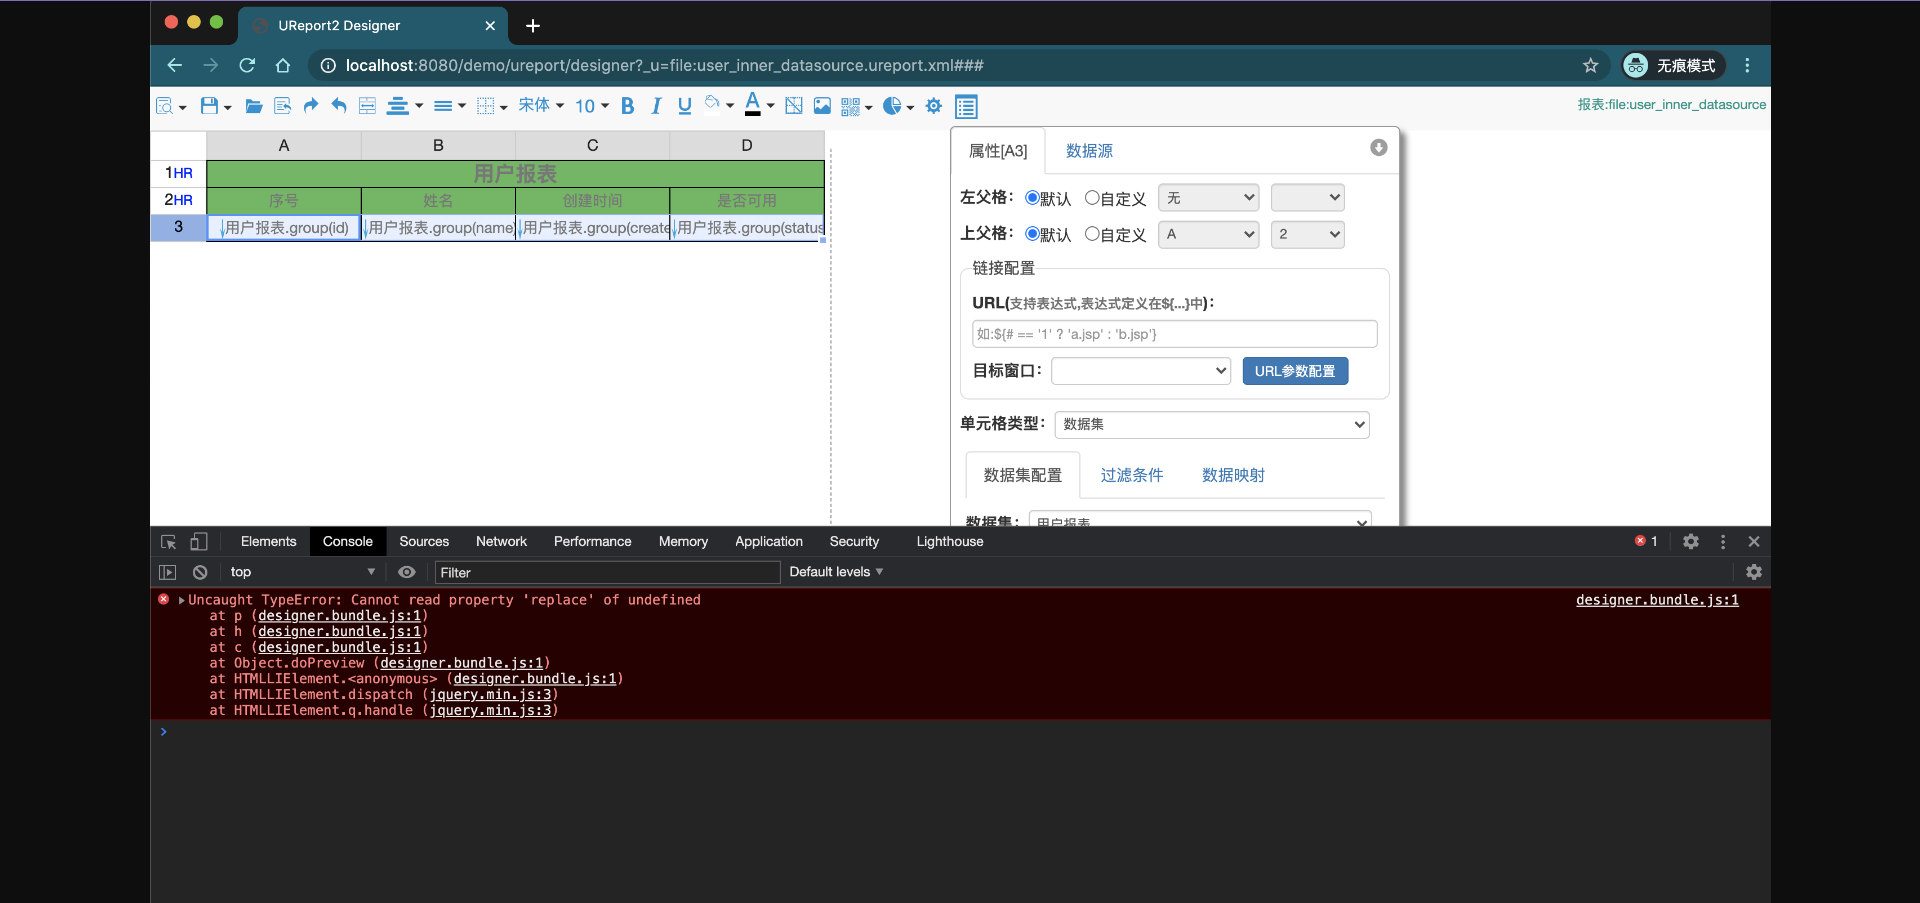 UReport2 Designer
localhost:8080/demo/ureport/designer?_u=file:user_inner_datasource.ureport.xml###
无痕模式
宋体 10 B I U A
报表:file:user_inner_datasource
A B C D
1HR 用户报表
2HR 序号 姓名 创建时间 是否可用
3 用户报表.group(id) 用户报表.group(name) 用户报表.group(create 用户报表.group(status
属性[A3] 数据源
左父格: 默认 自定义 无
上父格: 默认 自定义 A 2
链接配置
URL(支持表达式,表达式定义在${...}中):
如:${# == '1' ? 'a.jsp' : 'b.jsp'}
目标窗口: URL参数配置
单元格类型: 数据集
数据集配置 过滤条件 数据映射
数据集: 用户报表
Elements Console Sources Network Performance Memory Application Security Lighthouse 1
top Filter Default levels
Uncaught TypeError: Cannot read property 'replace' of undefined designer.bundle.js:1
at p (designer.bundle.js:1)
at h (designer.bundle.js:1)
at c (designer.bundle.js:1)
at Object.doPreview (designer.bundle.js:1)
at HTMLLIElement.<anonymous> (designer.bundle.js:1)
at HTMLLIElement.dispatch (jquery.min.js:3)
at HTMLLIElement.q.handle (jquery.min.js:3)